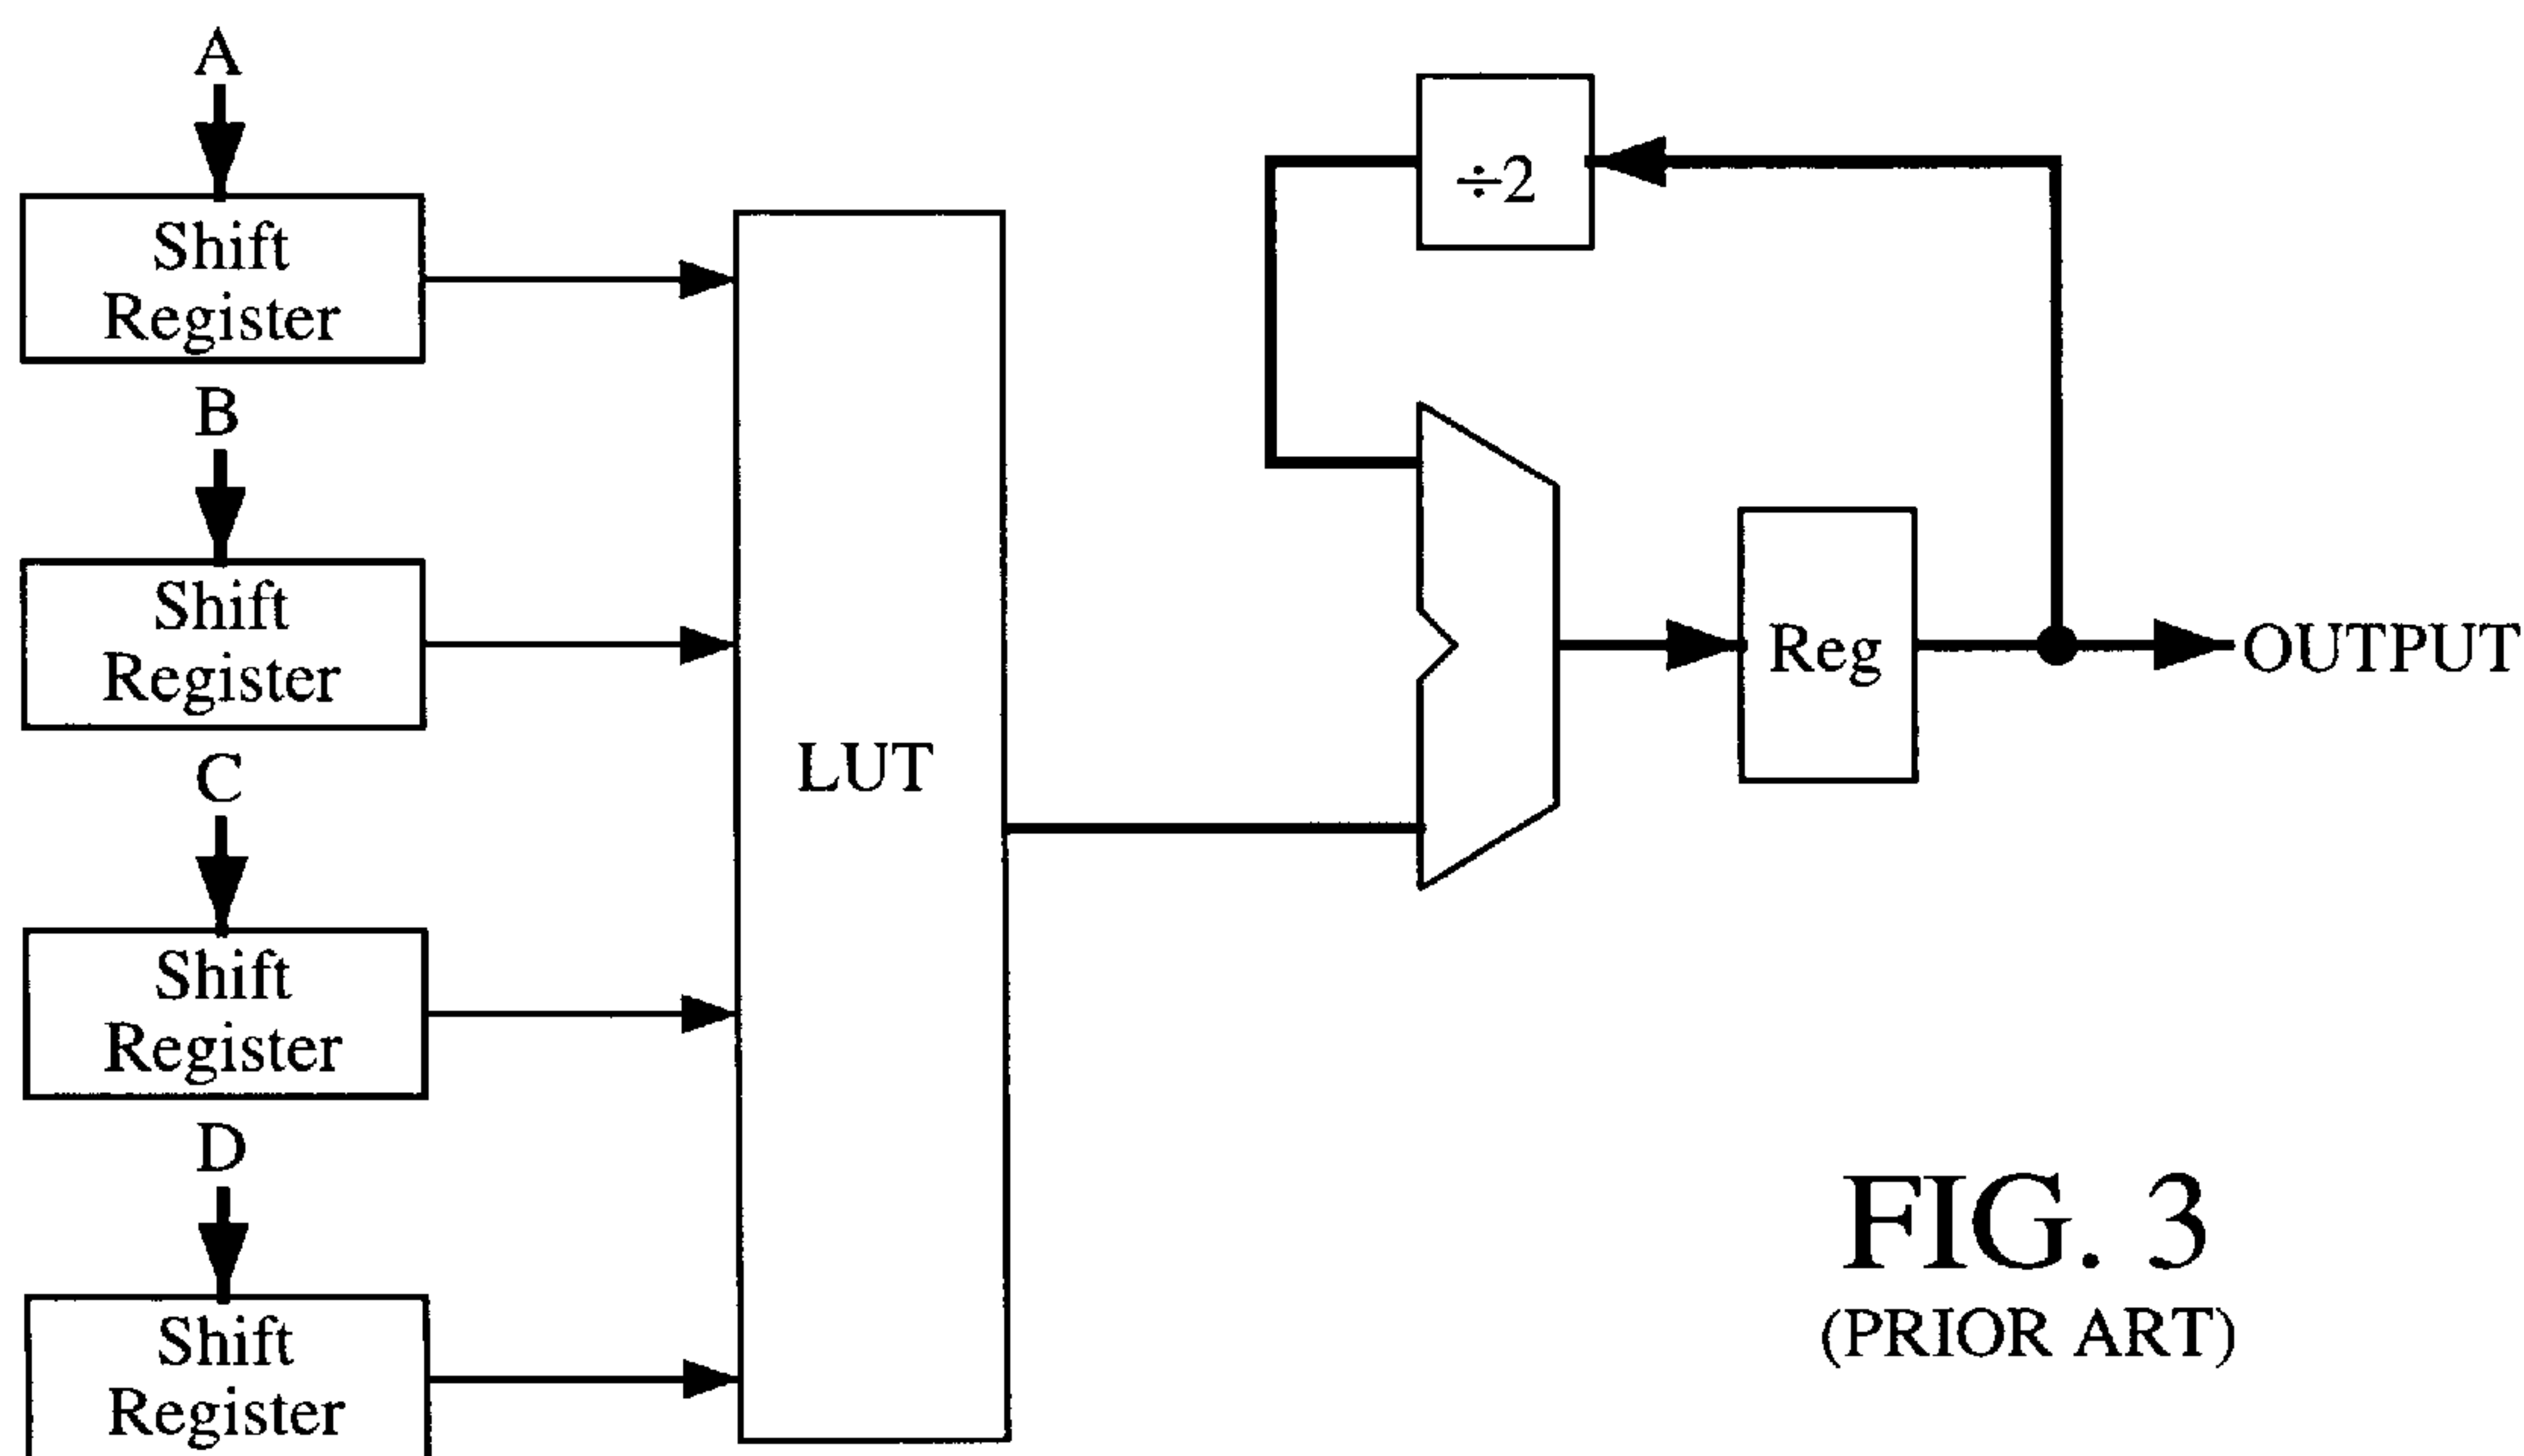 A
Shift
Register
B
Shift
Register
C
Shift
Register
D
Shift
Register
LUT
÷2
Reg
OUTPUT
FIG. 3
(PRIOR ART)